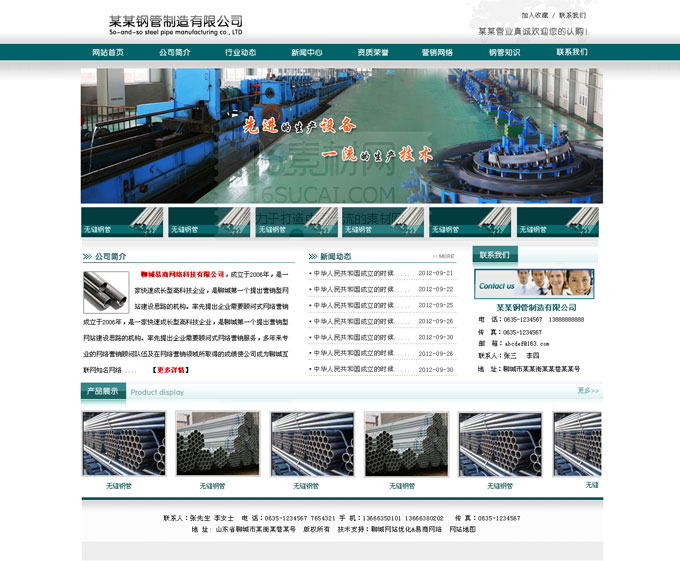 某某钢管制造有限公司
So-and-so steel pipe manufacturing co., LTD
加入收藏 / 联系我们
某某管业真诚欢迎您的认购!
网站首页 公司简介 行业动态 新闻中心 资质荣誉 营销网络 钢管知识 联系我们
先进的生产设备
一流的生产技术
素材网
16SUCAI.COM
无缝钢管 无缝钢管 无缝钢管 无缝钢管 无缝钢管 无缝钢管
公司简介
聊城易商网络科技有限公司，成立于2006年，是一
家快速成长型高科技企业，是聊城第一个提出营销型网
站建设思路的机构。率先提出企业需要顾问式网络营销
成立于2006年，是一家快速成长型高科技企业，是聊城第一个提出营销型
网站建设思路的机构。率先提出企业需要顾问式网络营销服务，多年来专
业的网络营销顾问队伍及在网络营销领域所取得的成绩使公司成为聊城互
联网知名网络..... 【更多详情】
新闻动态 MORE
• 中华人民共和国成立的时候..... 2012-09-21
• 中华人民共和国成立的时候..... 2012-09-22
• 中华人民共和国成立的时候..... 2012-09-25
• 中华人民共和国成立的时候..... 2012-09-26
• 中华人民共和国成立的时候..... 2012-09-30
• 中华人民共和国成立的时候..... 2012-09-26
• 中华人民共和国成立的时候..... 2012-09-30
联系我们
Contact us
某某钢管制造有限公司
电 话：0635-1234567 13888888888
传 真：0635-1234567
邮 箱：abcdef@163.com
联系人：张三 李四
地 址：聊城市某某街某某巷某某号
产品展示 Product display 更多>>
无缝钢管 无缝钢管 无缝钢管 无缝钢管 无缝钢管 无缝
联系人：张先生 李女士 电 话：0635-1234567 7654321 手 机：13666350101 13666380202 传 真：0635-1234567
地 址: 山东省聊城市某街某巷某号 版权所有 技术支持：聊城网站优化&易商网络 网站地图